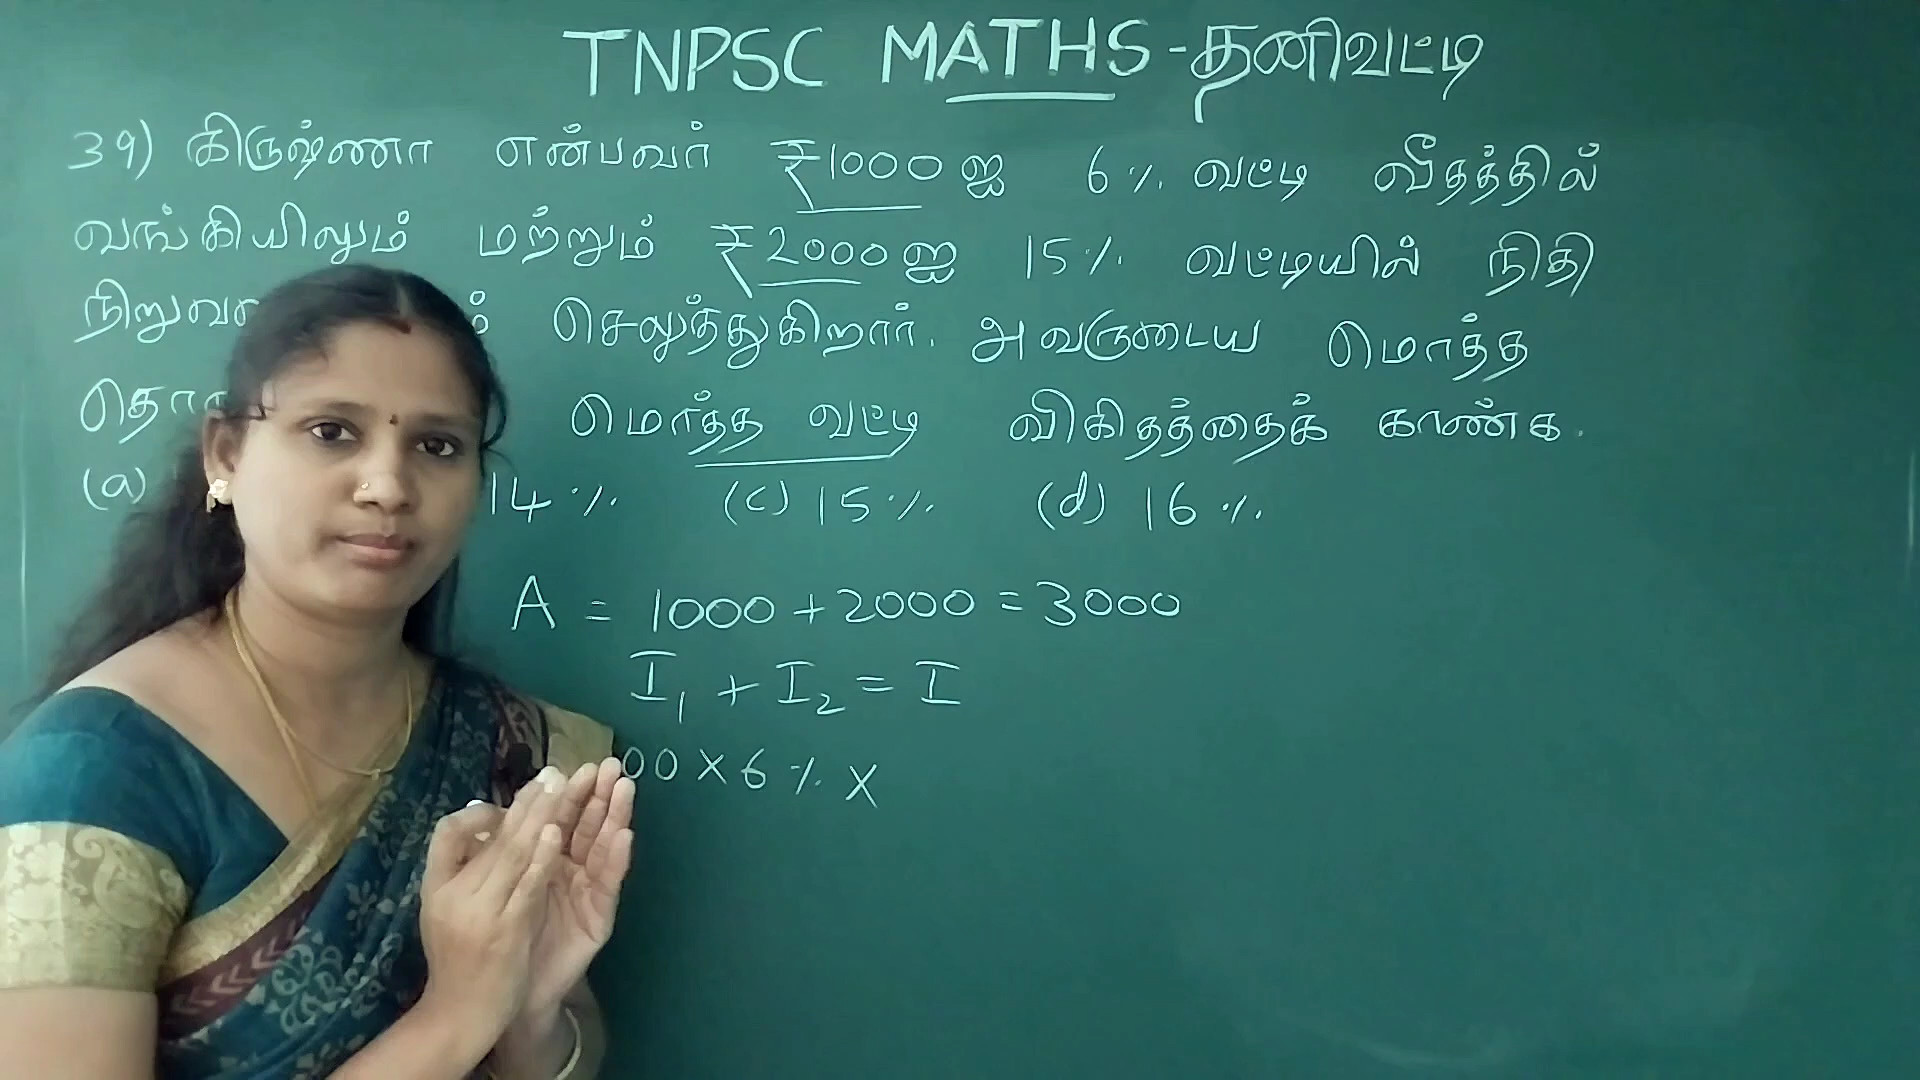 TNPSC MATHS - தனிவட்டி
39) கிருஷ்ணா என்பவர் ₹1000 ஐ 6% வட்டி வீதத்தில்
வங்கியிலும் மற்றும் ₹2000 ஐ 15% வட்டியில் நிதி
செலுத்துகிறார். அவருடைய மொத்த
மொத்த வட்டி விகிதத்தைக் காண்க.
(a) 14% (c) 15% (d) 16%
A = 1000 + 2000 = 3000
I₁ + I₂ = I
00 × 6% ×